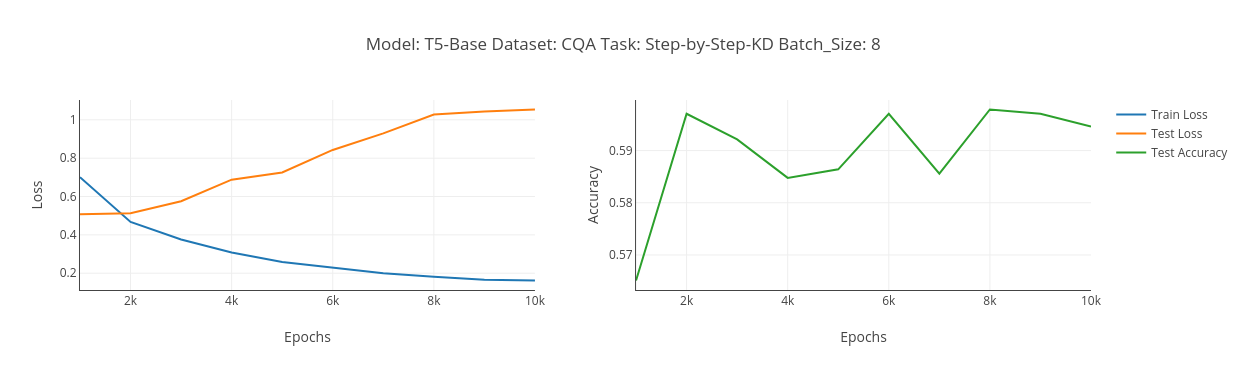 Model: T5-Base Dataset: CQA Task: Step-by-Step-KD Batch_Size: 8
Loss
1
0.8
0.6
0.4
0.2
2k
4k
6k
8k
10k
Epochs
Accuracy
0.59
0.58
0.57
2k
4k
6k
8k
10k
Epochs
Train Loss
Test Loss
Test Accuracy